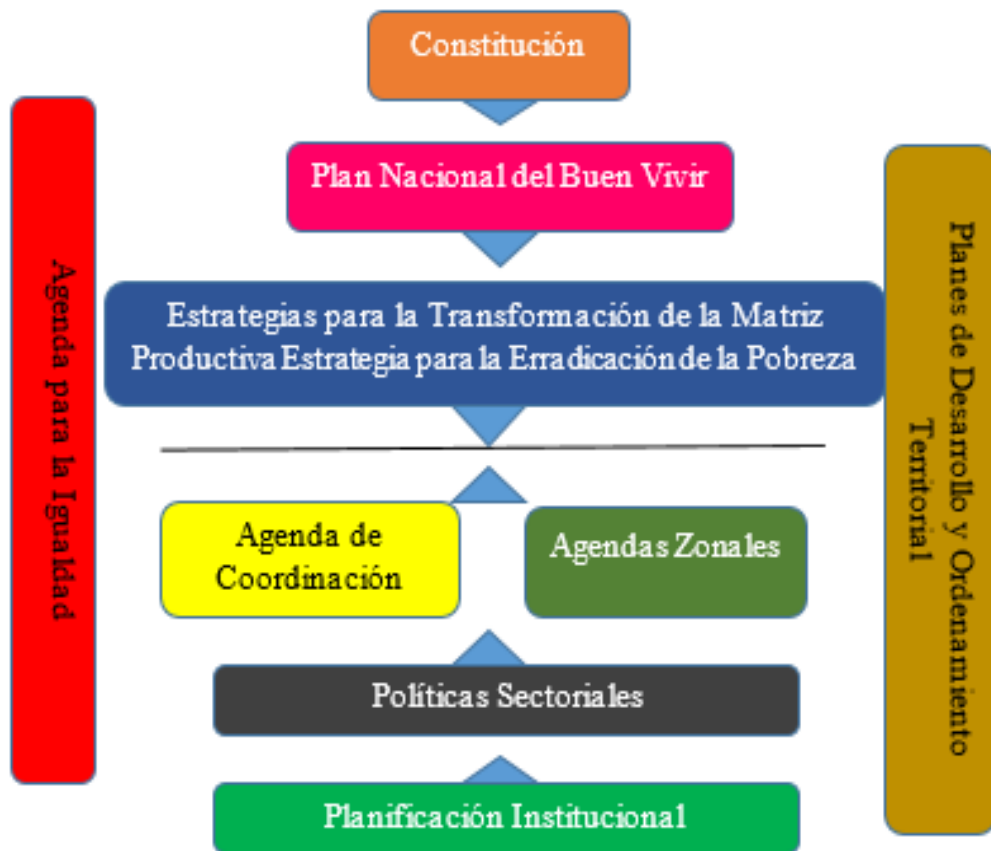 Constitución
Plan Nacional del Buen Vivir
Estrategias para la Transformación de la Matriz
Productiva Estrategia para la Erradicación de la Pobreza
Agenda para la Igualdad
Planes de Desarrollo y Ordenamiento
Territorial
Agenda de
Coordinación
Agendas Zonales
Políticas Sectoriales
Planificación Institucional